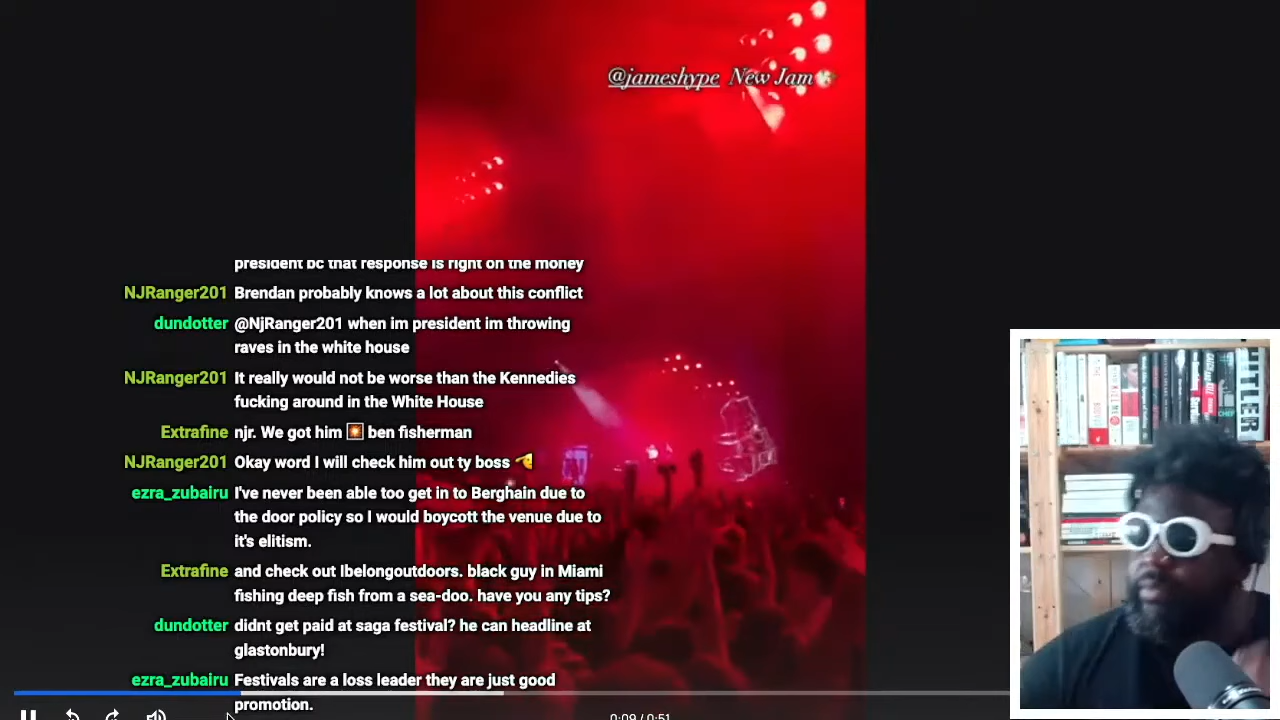 @jameshype New Jam
president bc that response is right on the money
NJRanger201 Brendan probably knows a lot about this conflict
dundotter @NjRanger201 when im president im throwing
raves in the white house
NJRanger201 It really would not be worse than the Kennedies
fucking around in the White House
Extrafine njr. We got him 💥 ben fisherman
NJRanger201 Okay word I will check him out ty boss 🫡
ezra_zubairu I've never been able too get in to Berghain due to
the door policy so I would boycott the venue due to
it's elitism.
Extrafine and check out Ibelongoutdoors. black guy in Miami
fishing deep fish from a sea-doo. have you any tips?
dundotter didnt get paid at saga festival? he can headline at
glastonbury!
ezra_zubairu Festivals are a loss leader they are just good
promotion.
0:09 / 0:51
HITLER